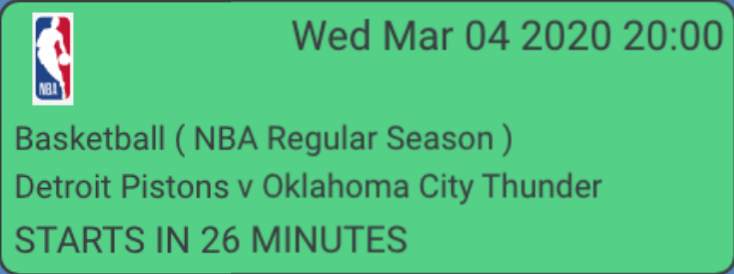 Wed Mar 04 2020 20:00
NBA
Basketball ( NBA Regular Season )
Detroit Pistons v Oklahoma City Thunder
STARTS IN 26 MINUTES